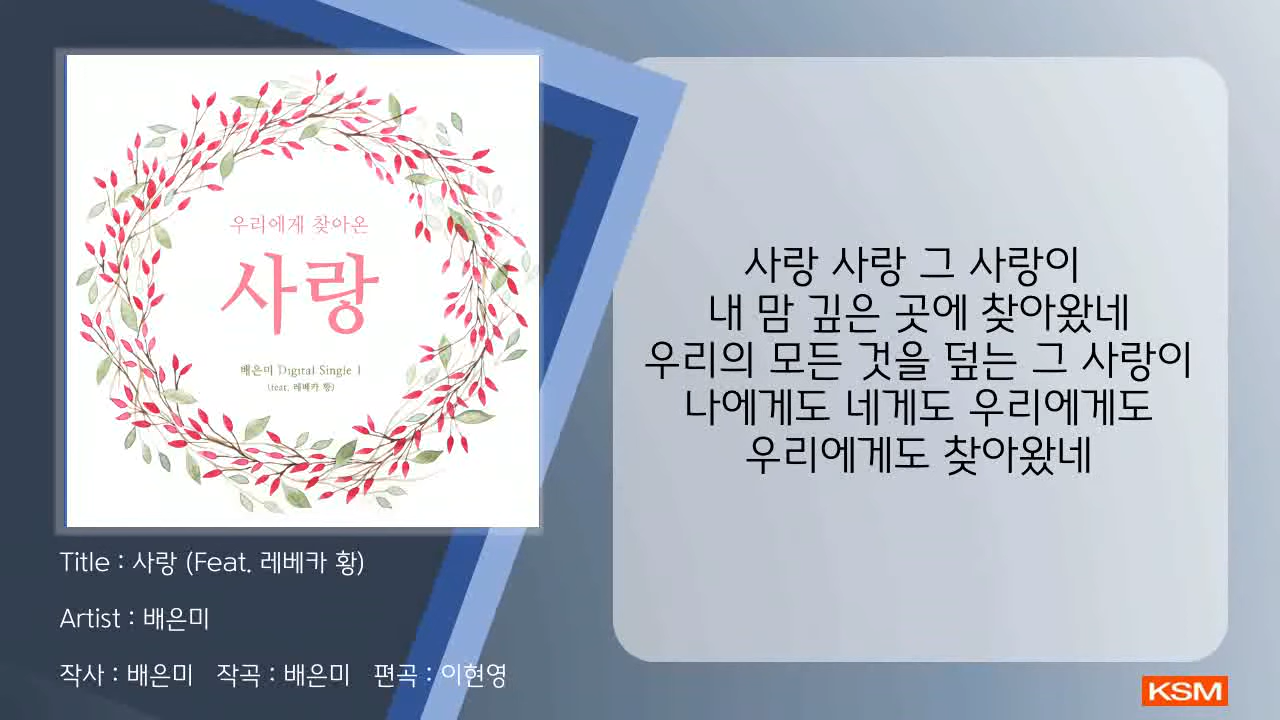 우리에게 찾아온
사랑
배은미 Digital Single 1
(feat. 레베카 황)
Title : 사랑 (Feat. 레베카 황)
Artist : 배은미
작사 : 배은미 작곡 : 배은미 편곡 : 이현영
사랑 사랑 그 사랑이
내 맘 깊은 곳에 찾아왔네
우리의 모든 것을 덮는 그 사랑이
나에게도 네게도 우리에게도
우리에게도 찾아왔네
KSM